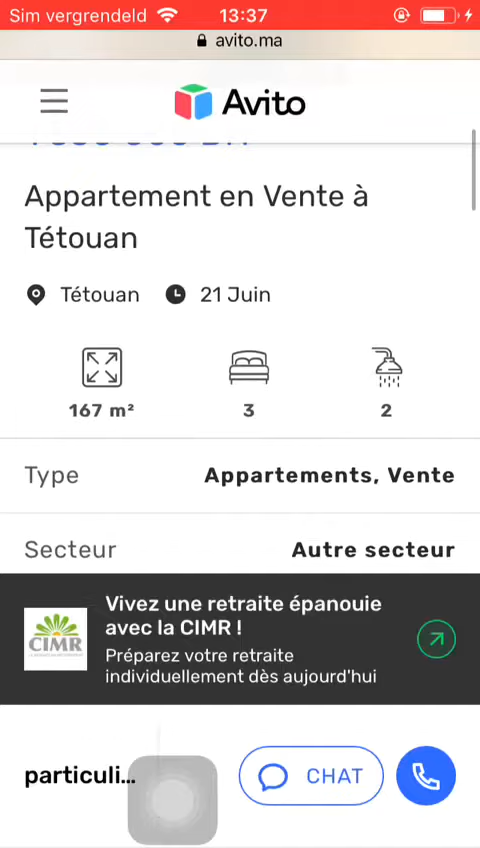 Sim vergrendeld 13:37
avito.ma
Avito
Appartement en Vente à
Tétouan
Tétouan 21 Juin
167 m² 3 2
Type Appartements, Vente
Secteur Autre secteur
Vivez une retraite épanouie
avec la CIMR !
CIMR
Préparez votre retraite
individuellement dès aujourd'hui
particuli... CHAT